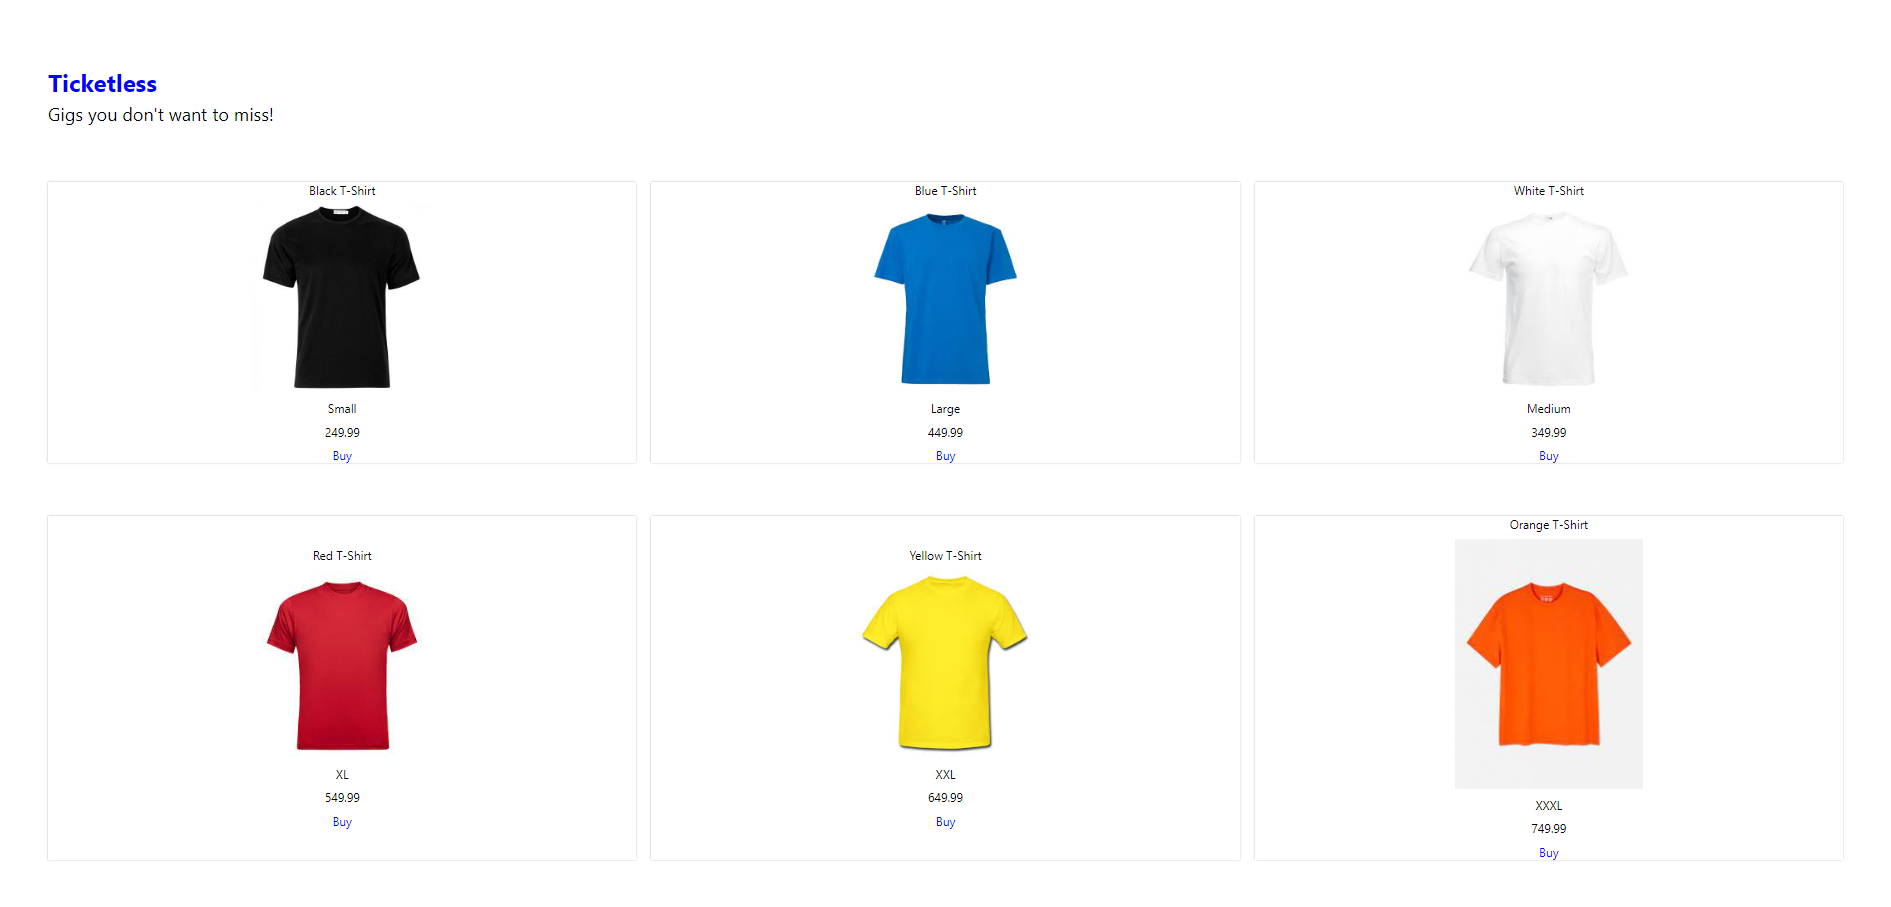 Ticketless
Gigs you don't want to miss!
Black T-Shirt
Small
249.99
Buy
Blue T-Shirt
Large
449.99
Buy
White T-Shirt
Medium
349.99
Buy
Red T-Shirt
XL
549.99
Buy
Yellow T-Shirt
XXL
649.99
Buy
Orange T-Shirt
XXXL
749.99
Buy